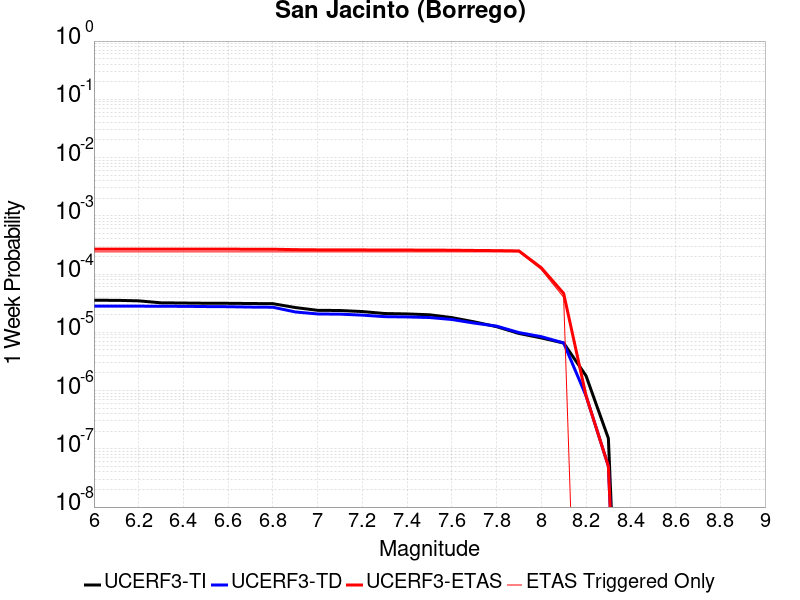 San Jacinto (Borrego)
10 0
10 -1
10 -2
10 -3
10 -4
10 -5
10 -6
10 -7
10 -8
1 Week Probability
6 6.2 6.4 6.6 6.8 7 7.2 7.4 7.6 7.8 8 8.2 8.4 8.6 8.8 9
Magnitude
UCERF3-TI UCERF3-TD UCERF3-ETAS ETAS Triggered Only